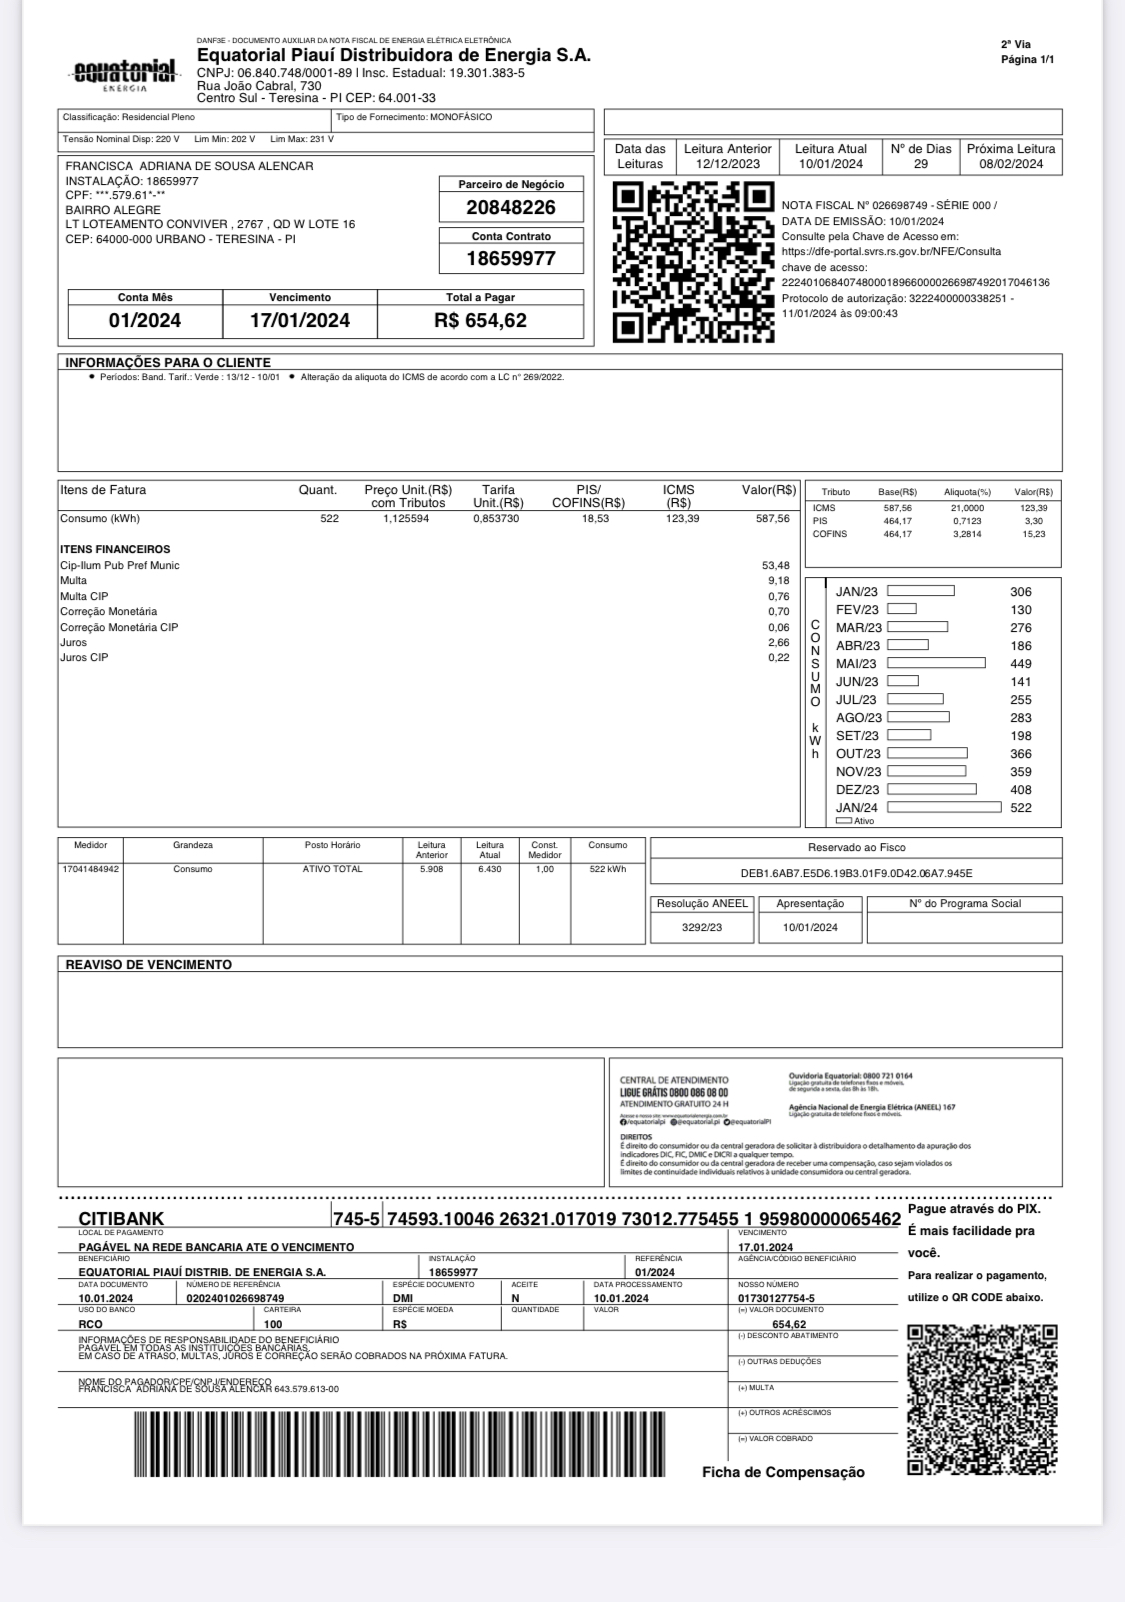 DANF3E - DOCUMENTO AUXILIAR DA NOTA FISCAL DE ENERGIA ELÉTRICA ELETRÔNICA
equatorial
ENERGIA
Equatorial Piauí Distribuidora de Energia S.A.
CNPJ: 06.840.748/0001-89 | Insc. Estadual: 19.301.383-5
Rua João Cabral, 730
Centro Sul - Teresina - PI CEP: 64.001-33
2ª Via
Página 1/1
Classificação: Residencial Pleno
Tipo de Fornecimento: MONOFÁSICO
Tensão Nominal Disp: 220 V Lim Min: 202 V Lim Max: 231 V
Data das Leituras
Leitura Anterior 12/12/2023
Leitura Atual 10/01/2024
Nº de Dias 29
Próxima Leitura 08/02/2024
FRANCISCA ADRIANA DE SOUSA ALENCAR
INSTALAÇÃO: 18659977
CPF: ***.579.61*-**
BAIRRO ALEGRE
LT LOTEAMENTO CONVIVER , 2767 , QD W LOTE 16
CEP: 64000-000 URBANO - TERESINA - PI
Parceiro de Negócio
20848226
Conta Contrato
18659977
Conta Mês Vencimento Total a Pagar
01/2024 17/01/2024 R$ 654,62
NOTA FISCAL Nº 026698749 - SÉRIE 000 /
DATA DE EMISSÃO: 10/01/2024
Consulte pela Chave de Acesso em:
https://dfe-portal.svrs.rs.gov.br/NFE/Consulta
chave de acesso:
22240106840748000189660000266987492017046136
Protocolo de autorização: 3222400000338251 -
11/01/2024 às 09:00:43
INFORMAÇÕES PARA O CLIENTE
● Períodos: Band. Tarif.: Verde : 13/12 - 10/01 ● Alteração da aliquota do ICMS de acordo com a LC n° 269/2022.
Itens de Fatura Quant. Preço Unit.(R$) com Tributos Tarifa Unit.(R$) PIS/ COFINS(R$) ICMS (R$) Valor(R$)
Consumo (kWh) 522 1,125594 0,853730 18,53 123,39 587,56
ITENS FINANCEIROS
Cip-Ilum Pub Pref Munic 53,48
Multa 9,18
Multa CIP 0,76
Correção Monetária 0,70
Correção Monetária CIP 0,06
Juros 2,66
Juros CIP 0,22
Tributo Base(R$) Aliquota(%) Valor(R$)
ICMS 587,56 21,0000 123,39
PIS 464,17 0,7123 3,30
COFINS 464,17 3,2814 15,23
CONSUMO kWh
JAN/23 306
FEV/23 130
MAR/23 276
ABR/23 186
MAI/23 449
JUN/23 141
JUL/23 255
AGO/23 283
SET/23 198
OUT/23 366
NOV/23 359
DEZ/23 408
JAN/24 522
Ativo
Medidor Grandeza Posto Horário Leitura Anterior Leitura Atual Const. Medidor Consumo
17041484942 Consumo ATIVO TOTAL 5.908 6.430 1,00 522 kWh
Reservado ao Fisco
DEB1.6AB7.E5D6.19B3.01F9.0D42.06A7.945E
Resolução ANEEL Apresentação Nº do Programa Social
3292/23 10/01/2024
REAVISO DE VENCIMENTO
CENTRAL DE ATENDIMENTO
LIGUE GRÁTIS 0800 086 08 00
ATENDIMENTO GRATUITO 24 H
Acesse o nosso site: www.equatorialenergia.com.br
/equatorialpi @equatorial.pi @equatorialPI
Ouvidoria Equatorial: 0800 721 0164
Ligação gratuita de telefones fixos e móveis,
de segunda a sexta, das 8h às 18h.
Agência Nacional de Energia Elétrica (ANEEL) 167
Ligação gratuita de telefones fixos e móveis.
DIREITOS
É direito do consumidor ou da central geradora de solicitar à distribuidora o detalhamento da apuração dos
indicadores DIC, FIC, DMIC e DICRI a qualquer tempo.
É direito do consumidor ou da central geradora de receber uma compensação, caso sejam violados os
limites de continuidade individuais relativos à unidade consumidora ou central geradora.
CITIBANK 745-5 74593.10046 26321.017019 73012.775455 1 95980000065462
LOCAL DE PAGAMENTO
PAGÁVEL NA REDE BANCARIA ATE O VENCIMENTO
VENCIMENTO
17.01.2024
BENEFICIÁRIO INSTALAÇÃO REFERÊNCIA AGÊNCIA/CÓDIGO BENEFICIÁRIO
EQUATORIAL PIAUÍ DISTRIB. DE ENERGIA S.A. 18659977 01/2024
DATA DOCUMENTO NÚMERO DE REFERÊNCIA ESPÉCIE DOCUMENTO ACEITE DATA PROCESSAMENTO NOSSO NÚMERO
10.01.2024 0202401026698749 DMI N 10.01.2024 01730127754-5
USO DO BANCO CARTEIRA ESPÉCIE MOEDA QUANTIDADE VALOR (=) VALOR DOCUMENTO
RCO 100 R$ 654,62
INFORMAÇÕES DE RESPONSABILIDADE DO BENEFICIÁRIO
PAGÁVEL EM TODAS AS INSTITUIÇÕES BANCÁRIAS.
EM CASO DE ATRASO, MULTAS, JUROS E CORREÇÃO SERÃO COBRADOS NA PRÓXIMA FATURA.
(-) DESCONTO ABATIMENTO
(-) OUTRAS DEDUÇÕES
(+) MULTA
(+) OUTROS ACRÉSCIMOS
(=) VALOR COBRADO
NOME DO PAGADOR/CPF/CNPJ/ENDEREÇO
FRANCISCA ADRIANA DE SOUSA ALENCAR 643.579.613-00
Ficha de Compensação
Pague através do PIX.
É mais facilidade pra
você.
Para realizar o pagamento,
utilize o QR CODE abaixo.